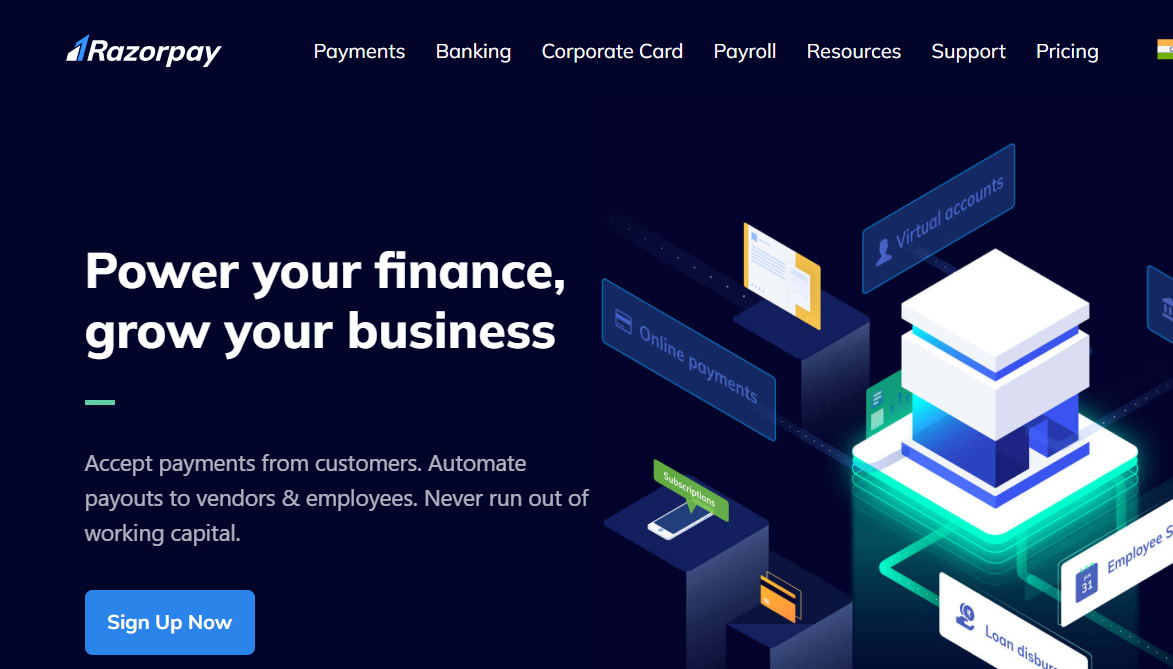 Razorpay
Payments
Banking
Corporate Card
Payroll
Resources
Support
Pricing
Virtual accounts
Power your finance,
grow your business
Online payments
Accept payments from customers. Automate
payouts to vendors & employees. Never run out of
working capital.
Subscriptions
Employee S
JAN
31
Loan disbur
Sign Up Now